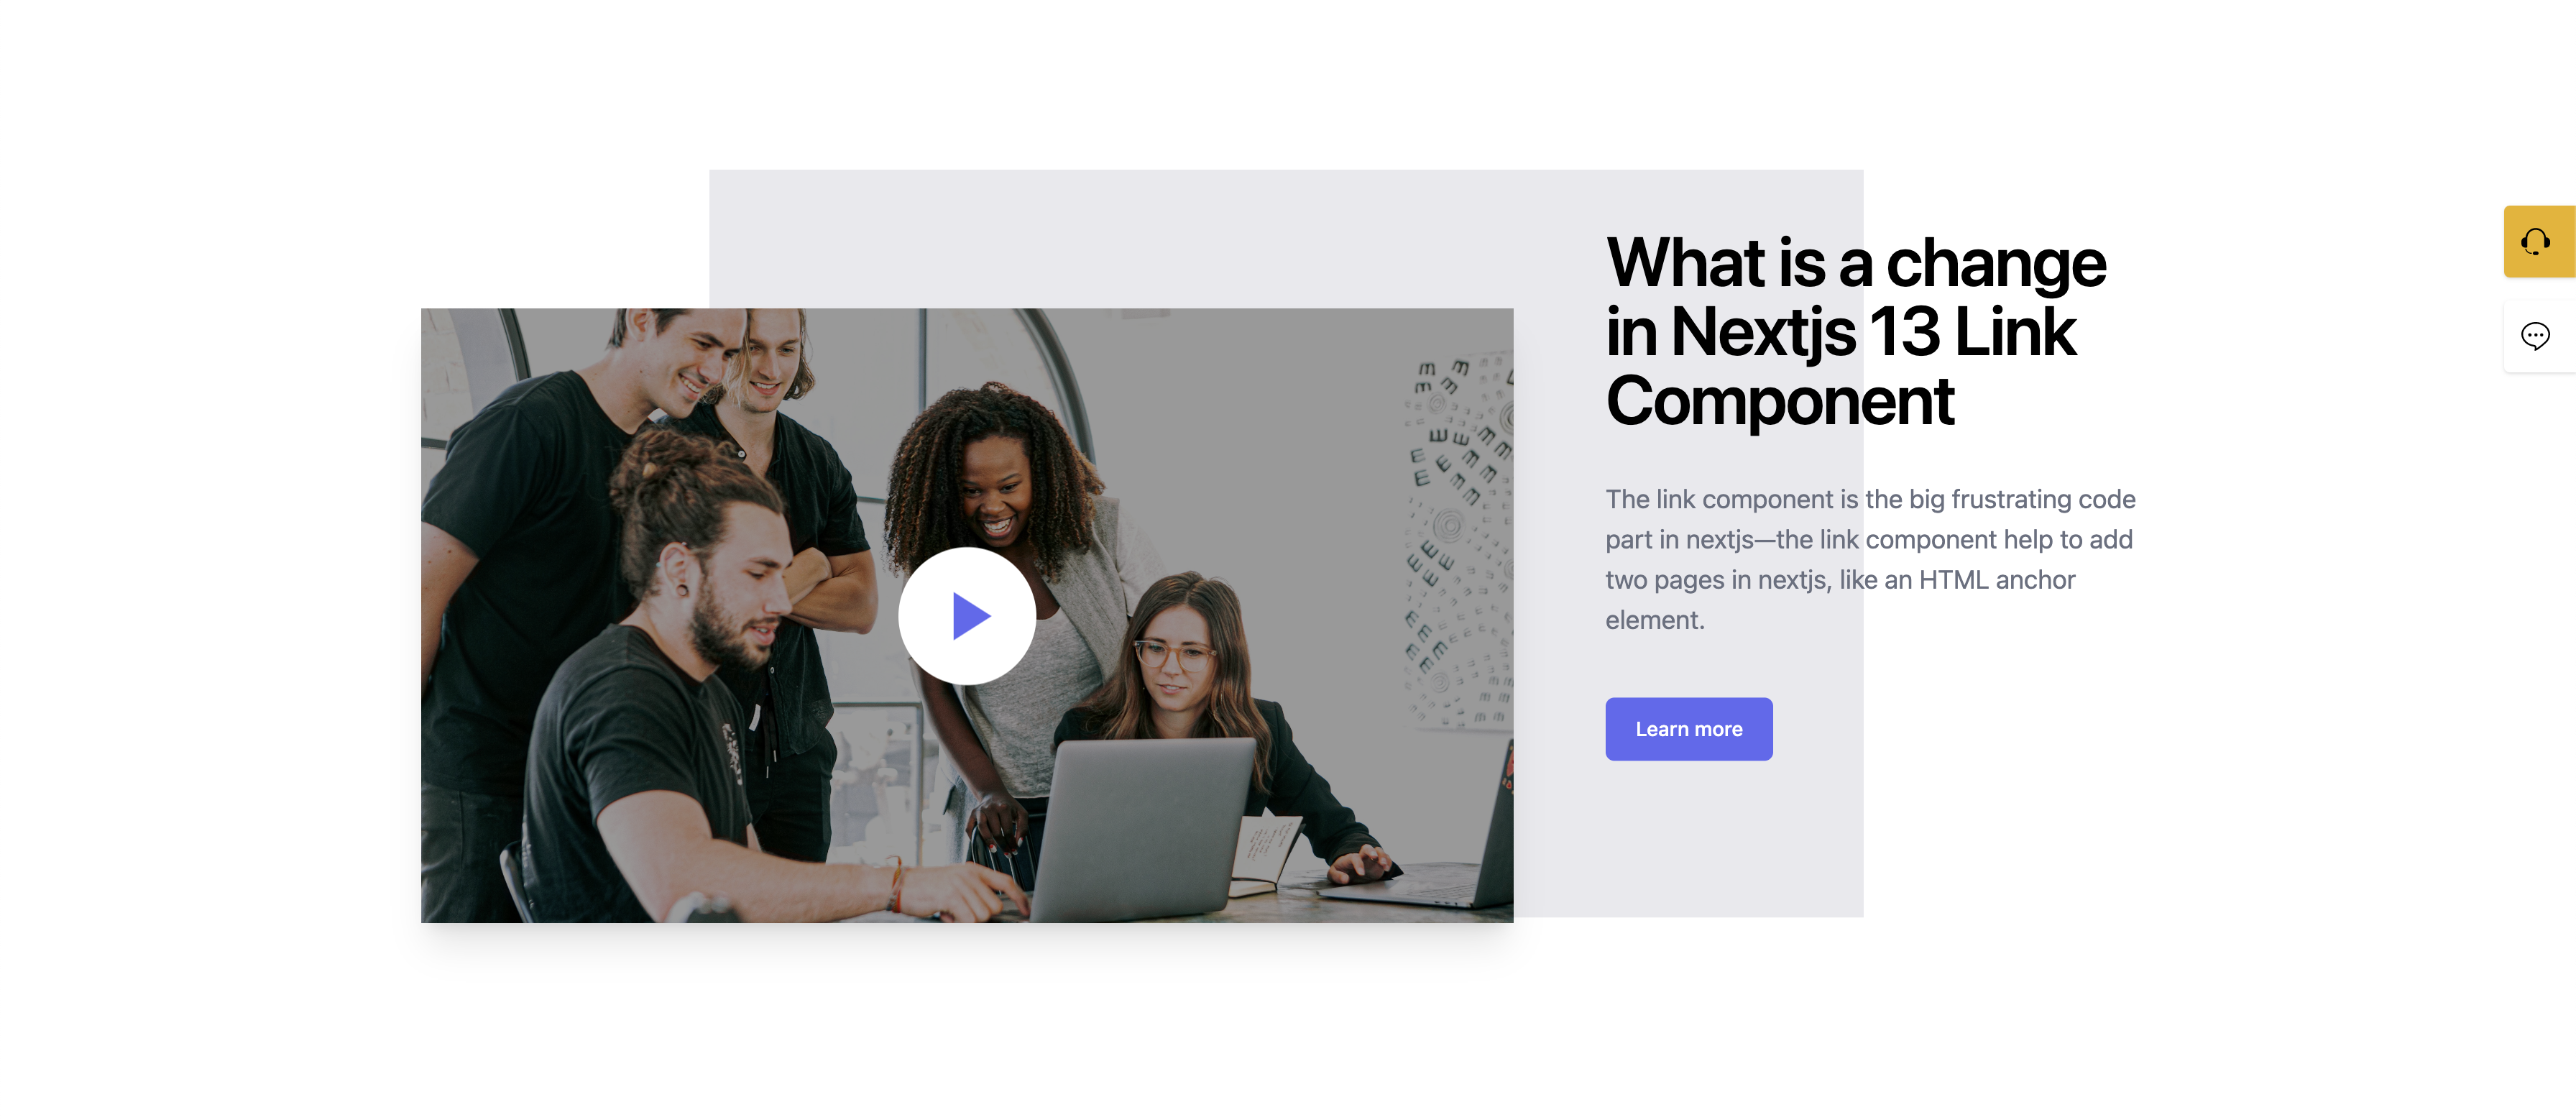 What is a change
in Nextjs 13 Link
Component
The link component is the big frustrating code
part in nextjs—the link component help to add
two pages in nextjs, like an HTML anchor
element.
Learn more